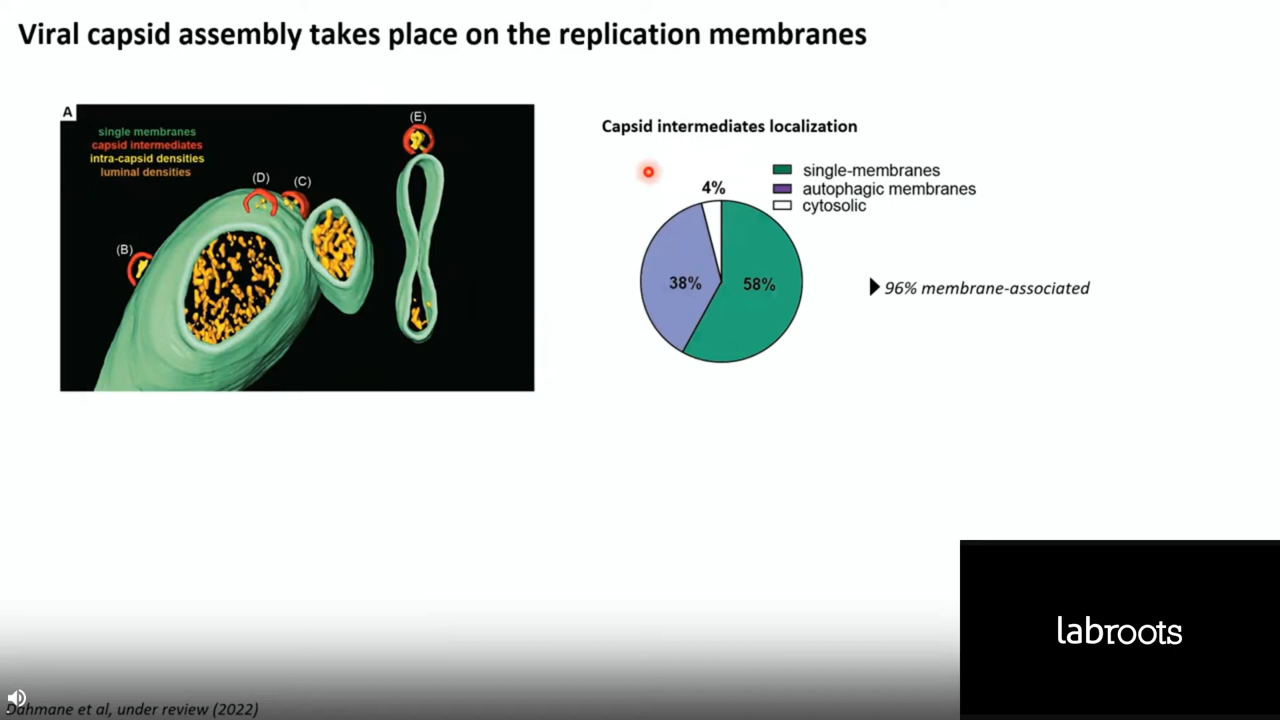 Viral capsid assembly takes place on the replication membranes
A
single membranes
capsid intermediates
intra-capsid densities
luminal densities
(E)
(D)
(C)
(B)
Capsid intermediates localization
single-membranes
autophagic membranes
cytosolic
4%
38%
58%
96% membrane-associated
labroots
Dahmane et al, under review (2022)